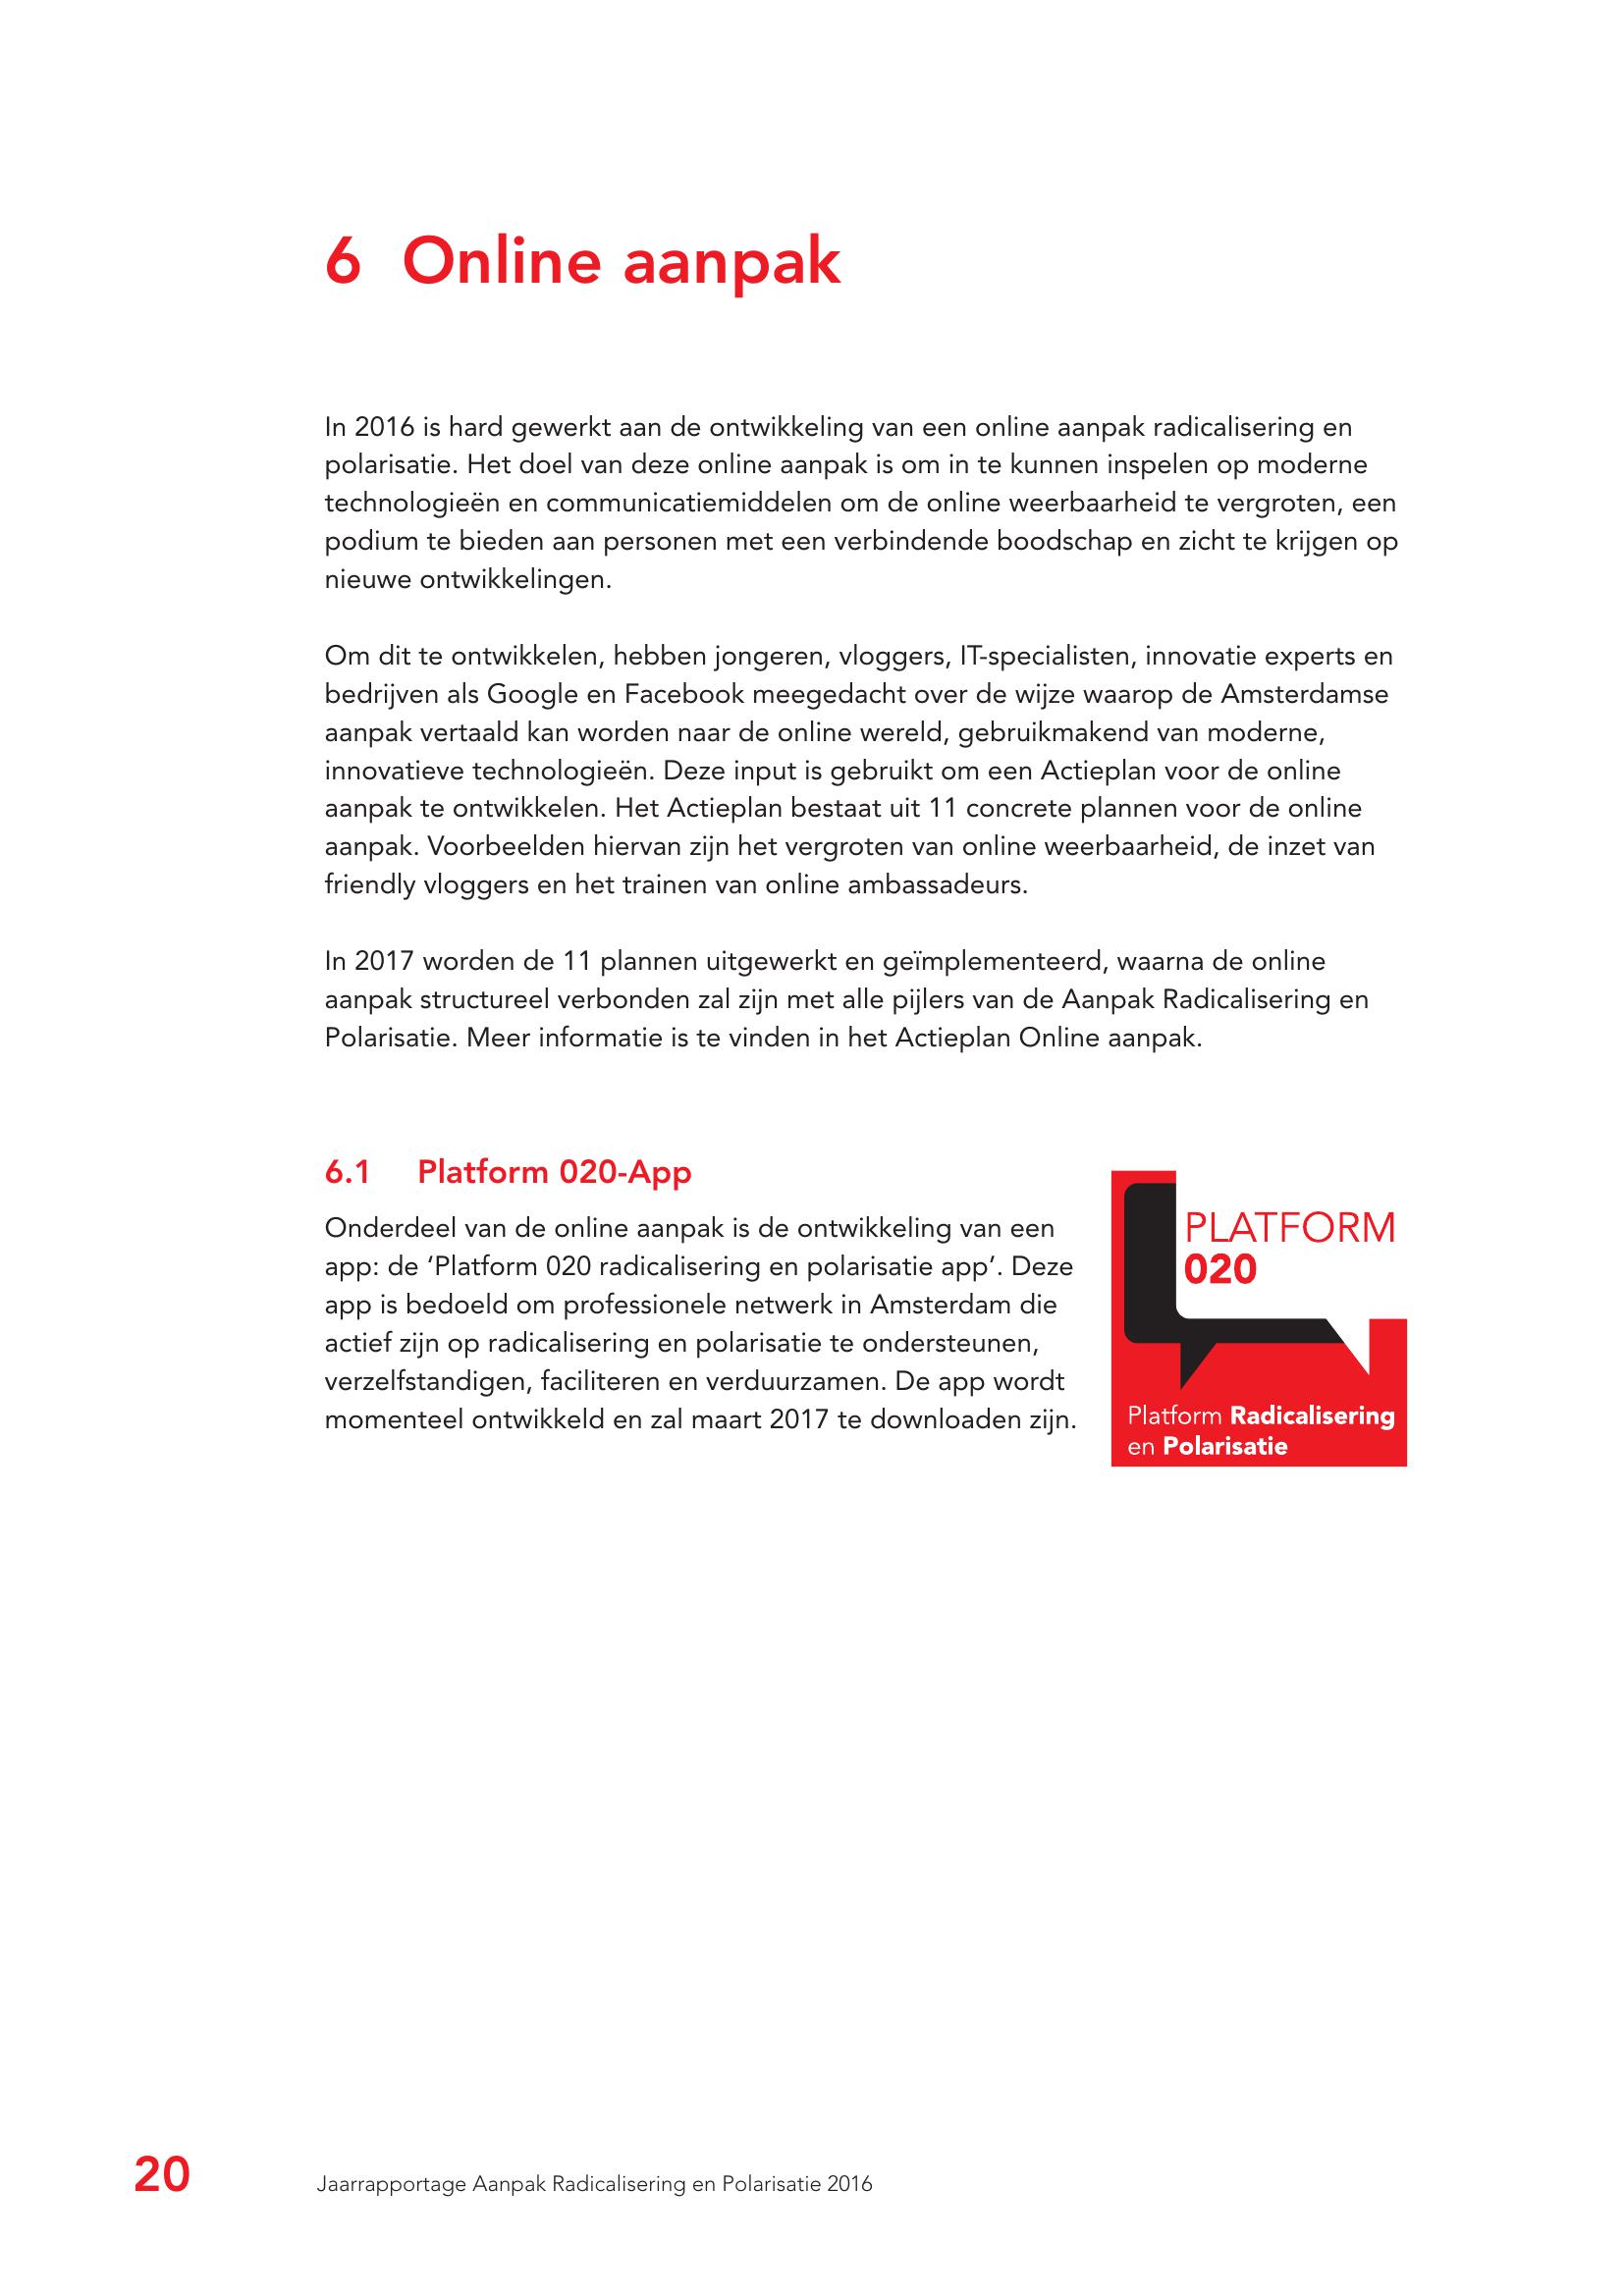 6 Online aanpak
In 2016 is hard gewerkt aan de ontwikkeling van een online aanpak radicalisering en
polarisatie. Het doel van deze online aanpak is om in te kunnen inspelen op moderne
technologieën en communicatiemiddelen om de online weerbaarheid te vergroten, een
podium te bieden aan personen met een verbindende boodschap en zicht te krijgen op
nieuwe ontwikkelingen.
Om dit te ontwikkelen, hebben jongeren, vloggers, IT-specialisten, innovatie experts en
bedrijven als Google en Facebook meegedacht over de wijze waarop de Amsterdamse
aanpak vertaald kan worden naar de online wereld, gebruikmakend van moderne,
innovatieve technologieën. Deze input is gebruikt om een Actieplan voor de online
aanpak te ontwikkelen. Het Actieplan bestaat uit 11 concrete plannen voor de online
aanpak. Voorbeelden hiervan zijn het vergroten van online weerbaarheid, de inzet van
friendly vloggers en het trainen van online ambassadeurs.
In 2017 worden de 11 plannen uitgewerkt en geïmplementeerd, waarna de online
aanpak structureel verbonden zal zijn met alle pijlers van de Aanpak Radicalisering en
Polarisatie. Meer informatie is te vinden in het Actieplan Online aanpak.
6.1 Platform 020-App
Onderdeel van de online aanpak is de ontwikkeling van een
app: de ‘Platform 020 radicalisering en polarisatie app’. Deze
app is bedoeld om professionele netwerk in Amsterdam die
actief zijn op radicalisering en polarisatie te ondersteunen,
verzelfstandigen, faciliteren en verduurzamen. De app wordt
momenteel ontwikkeld en zal maart 2017 te downloaden zijn.
PLATFORM
020
Platform Radicalisering
en Polarisatie
20 Jaarrapportage Aanpak Radicalisering en Polarisatie 2016